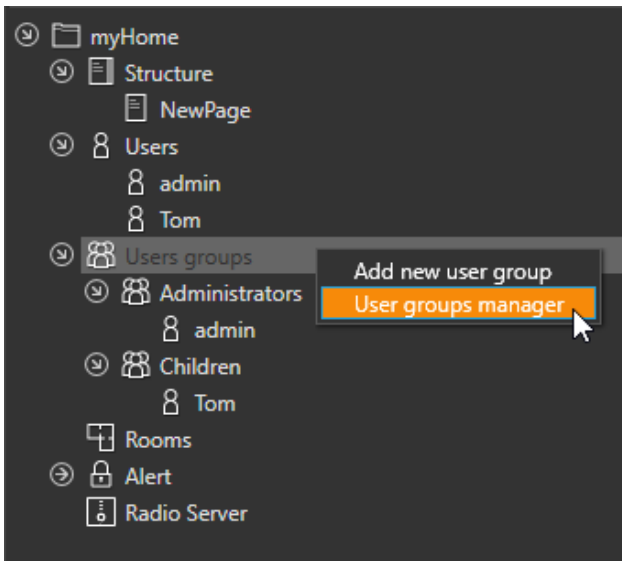 myHome
Structure
NewPage
Users
admin
Tom
Users groups
Add new user group
User groups manager
Administrators
admin
Children
Tom
Rooms
Alert
Radio Server